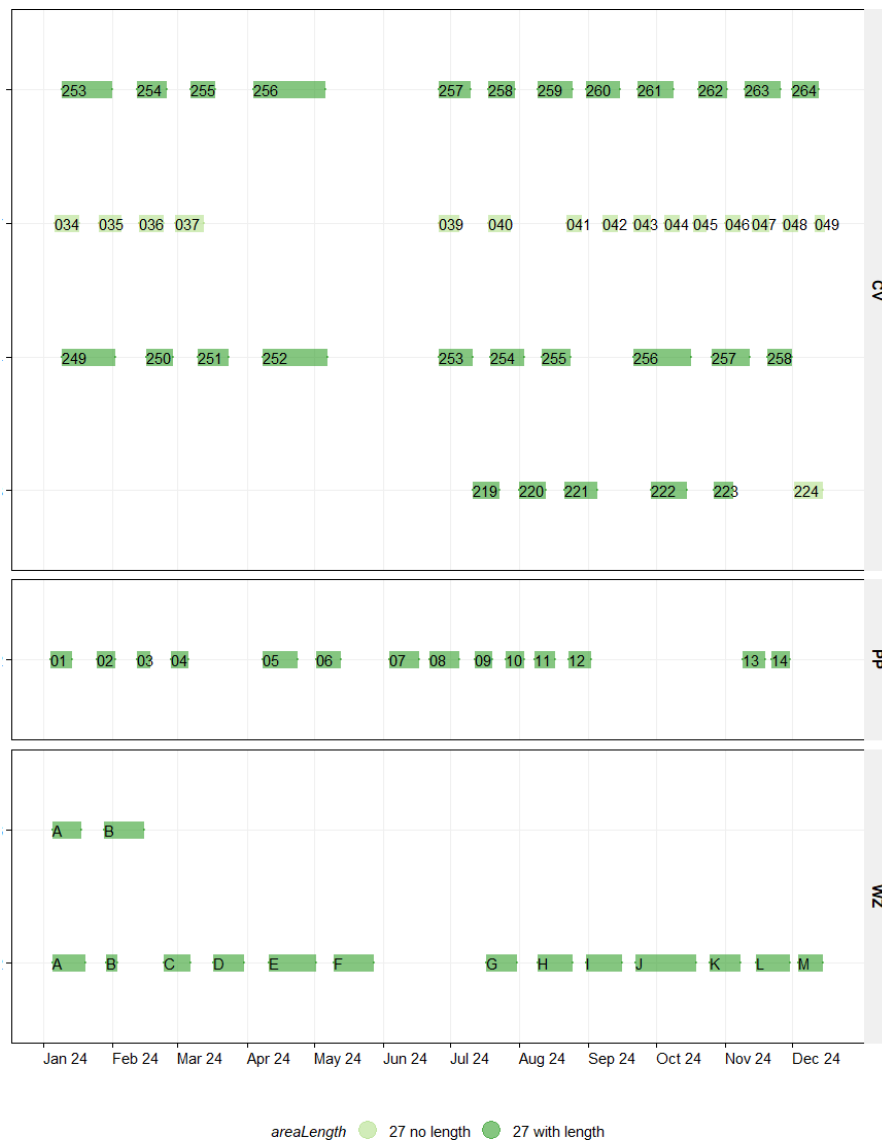 253 254 255 256 257 258 259 260 261 262 263 264
034 035 036 037 039 040 041 042 043 044 045 046 047 048 049
CV
249 250 251 252 253 254 255 256 257 258
219 220 221 222 223 224
01 02 03 04 05 06 07 08 09 10 11 12 13 14
PP
A B
WZ
A B C D E F G H I J K L M
Jan 24 Feb 24 Mar 24 Apr 24 May 24 Jun 24 Jul 24 Aug 24 Sep 24 Oct 24 Nov 24 Dec 24
areaLength 27 no length 27 with length